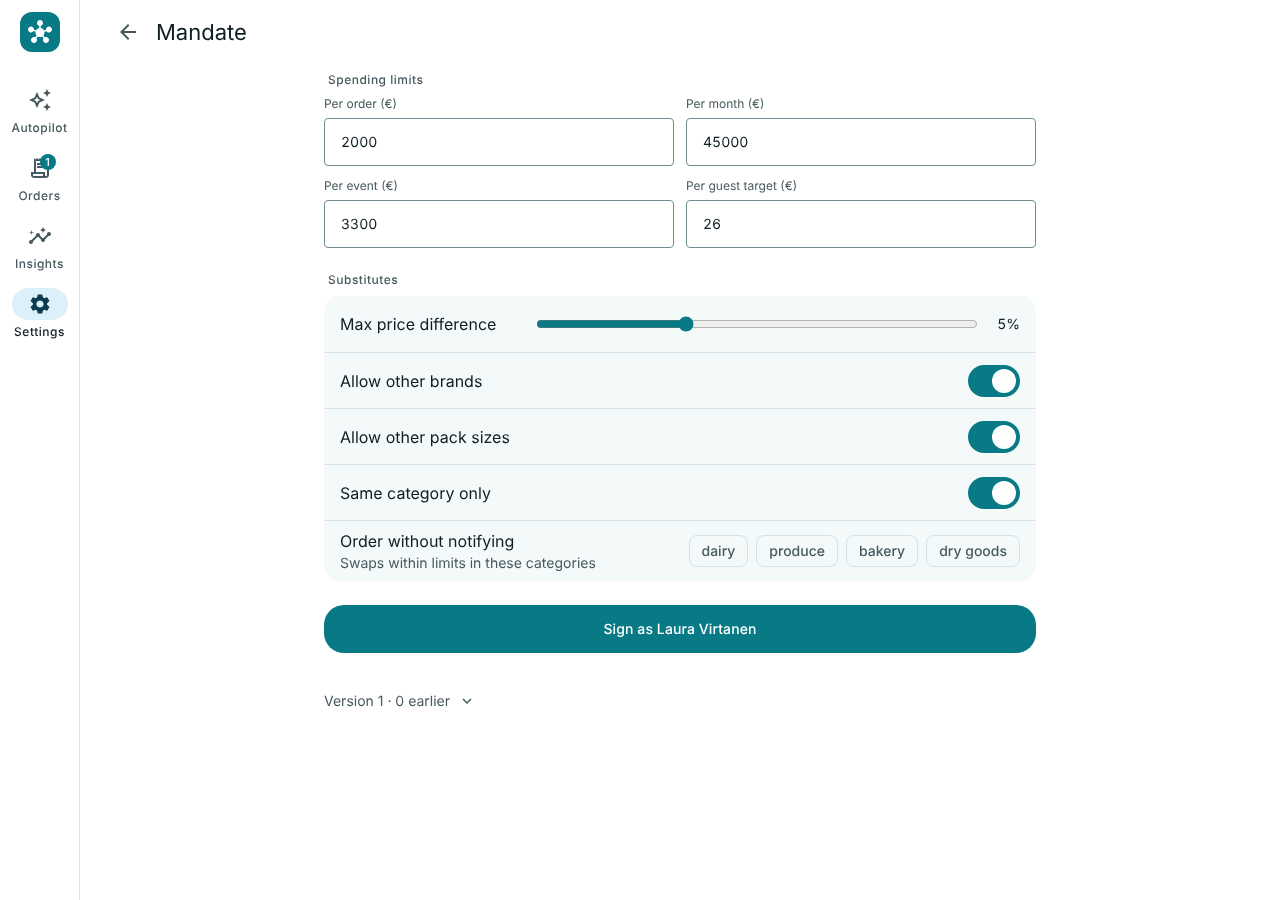 Mandate
Autopilot
1
Orders
Insights
Settings
Spending limits
Per order (€)
2000
Per month (€)
45000
Per event (€)
3300
Per guest target (€)
26
Substitutes
Max price difference
5%
Allow other brands
Allow other pack sizes
Same category only
Order without notifying
Swaps within limits in these categories
dairy
produce
bakery
dry goods
Sign as Laura Virtanen
Version 1 · 0 earlier